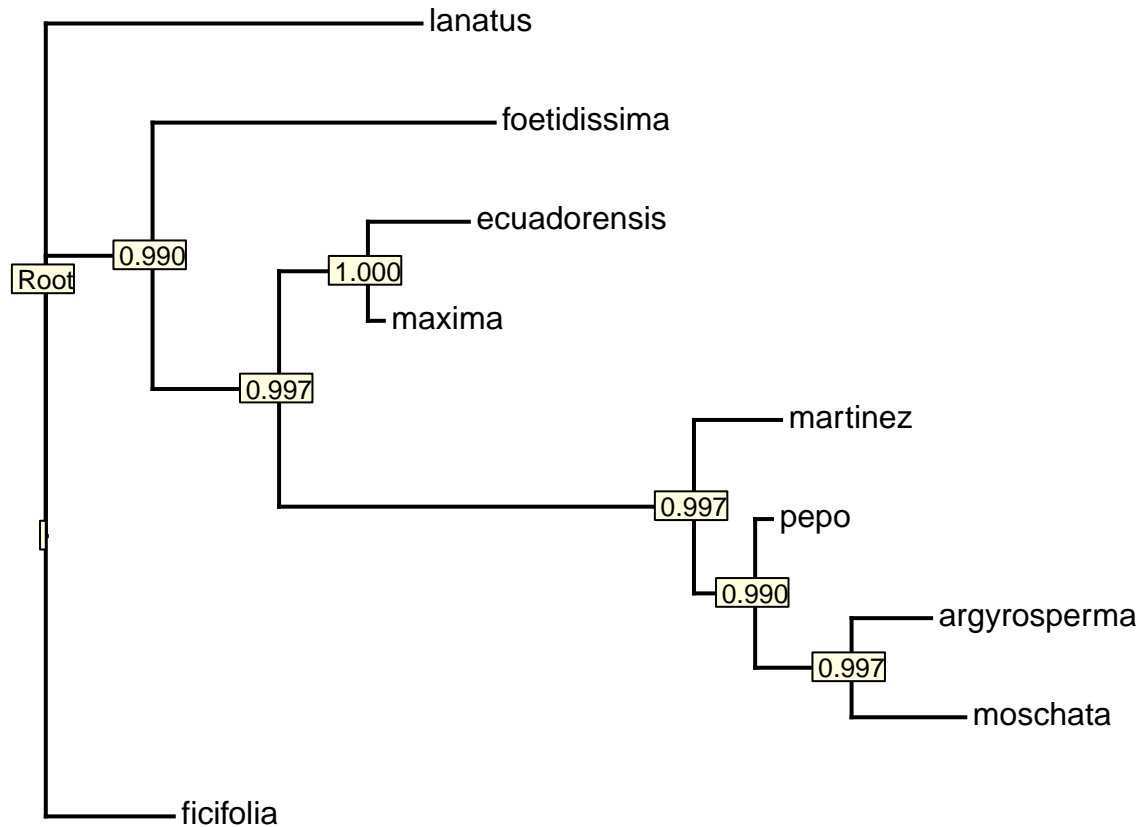 lanatus
foetidissima
ecuadorensis
0.990
1.000
Root
maxima
0.997
martinez
0.997
pepo
0.990
argyrosperma
0.997
moschata
ficifolia